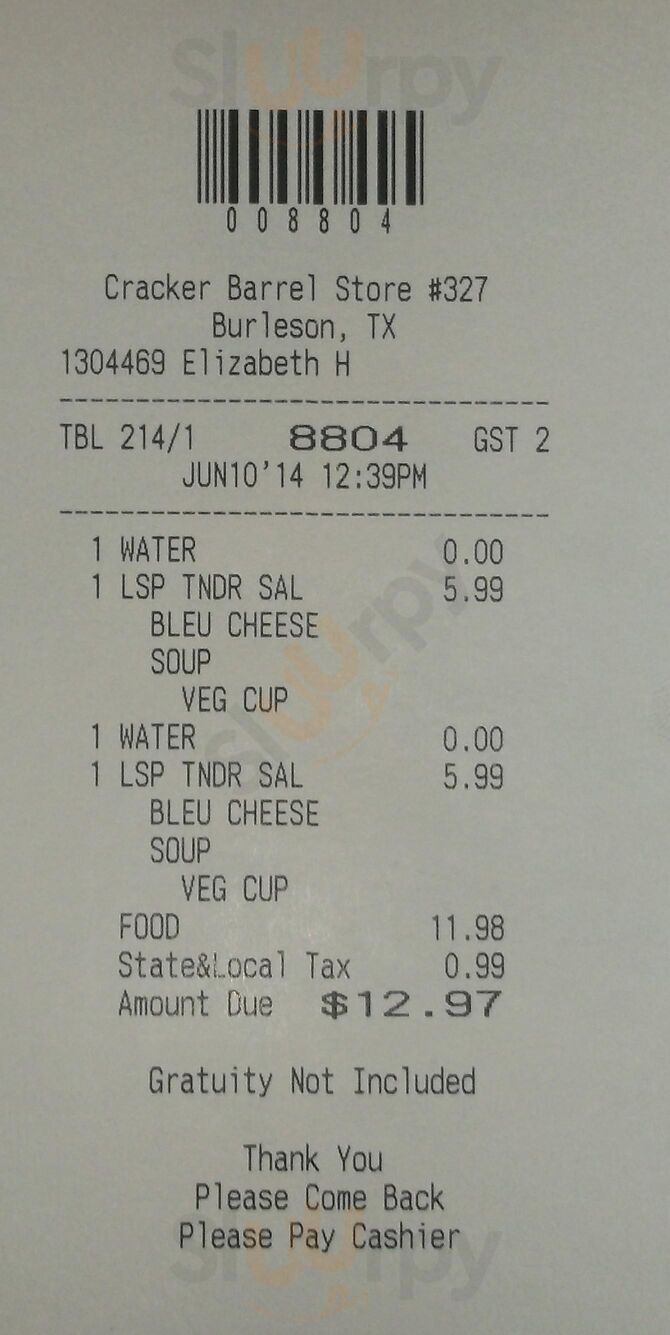 Sluurpy
008804
Cracker Barrel Store #327
Burleson, TX
1304469 Elizabeth H
--------------------------------
TBL 214/1 8804 GST 2
JUN10'14 12:39PM
--------------------------------
1 WATER 0.00
1 LSP TNDR SAL 5.99
BLEU CHEESE
SOUP
VEG CUP
1 WATER 0.00
1 LSP TNDR SAL 5.99
BLEU CHEESE
SOUP
VEG CUP
Sluurpy
FOOD 11.98
State&Local Tax 0.99
Amount Due $12.97
Gratuity Not Included
Thank You
Please Come Back
Please Pay Cashier
Sluurpy